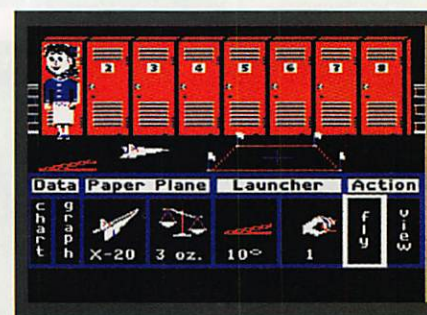 2 3 4 5 6 7 8
Data Paper Plane Launcher Action
chart graph fly view
X-20 3 oz. 10° 1